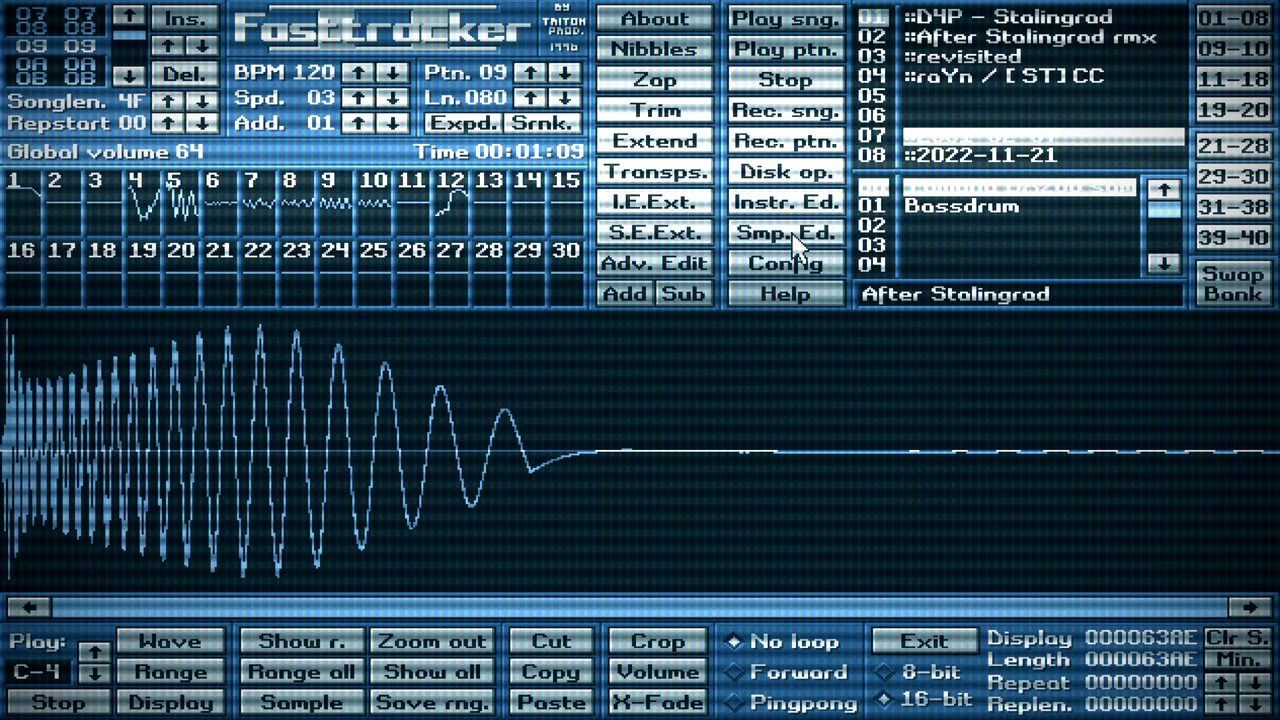 07 07 Ins.
08 08
09 09
0A 0A Del.
0B 0B
Songlen. 4F
Repstart 00
Fasttracker
BY TRITON PROD. 1996
BPM 120 Ptn. 09
Spd. 03 Ln. 080
Add. 01 Expd. Srnk.
Global volume 64 Time 00:01:09
1 2 3 4 5 6 7 8 9 10 11 12 13 14 15
16 17 18 19 20 21 22 23 24 25 26 27 28 29 30
About Play sng.
Nibbles Play ptn.
Zap Stop
Trim Rec. sng.
Extend Rec. ptn.
Transps. Disk op.
I.E.Ext. Instr. Ed.
S.E.Ext. Smp. Ed.
Adv. Edit Config
Add Sub Help
01 ::D4P - Stalingrad
02 ::After Stalingrad rmx
03 ::revisited
04 ::raYn / [ST]CC
05
06
07
08 ::2022-11-21
01 Bassdrum
02
03
04
After Stalingrad
01-08
09-10
11-18
19-20
21-28
29-30
31-38
39-40
Swap Bank
Play: Wave Show r. Zoom out Cut Crop No loop Exit Display 000063AE Clr S.
C-4 Range Range all Show all Copy Volume Forward 8-bit Length 000063AE Min.
Repeat 00000000
Stop Display Sample Save rng. Paste X-Fade Pingpong 16-bit Replen. 00000000